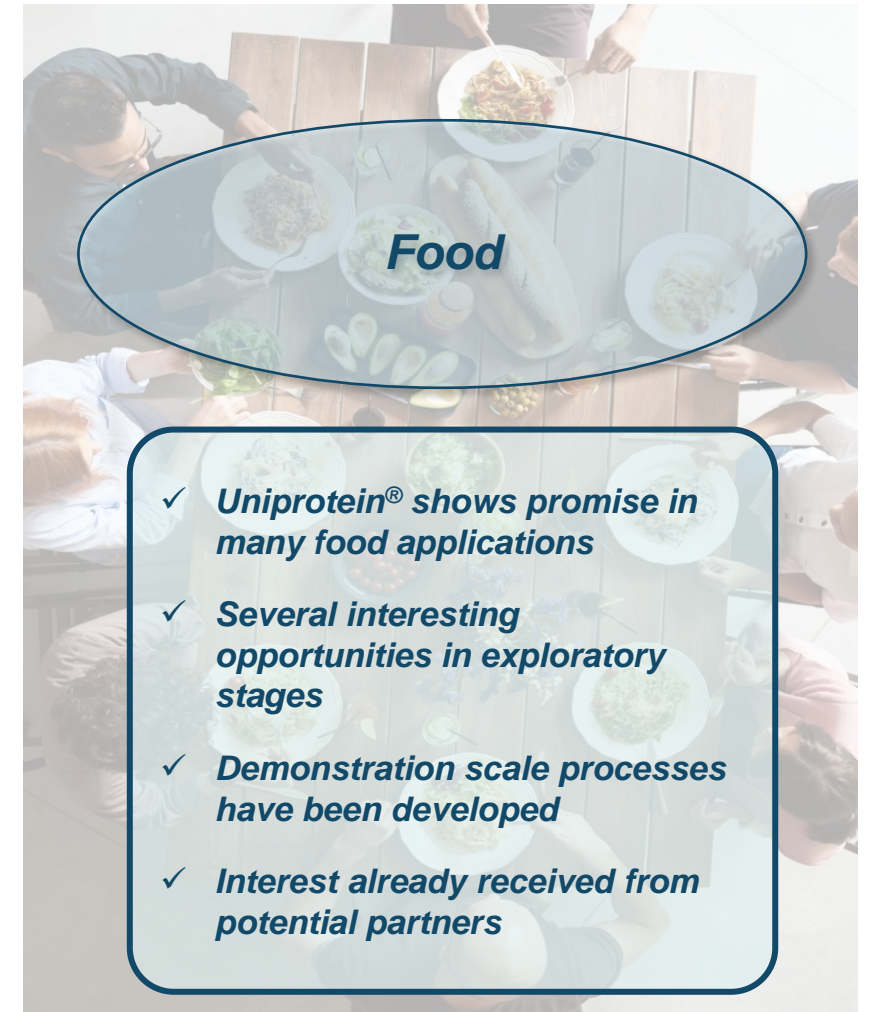 Food
✓ Uniprotein® shows promise in
many food applications
✓ Several interesting
opportunities in exploratory
stages
✓ Demonstration scale processes
have been developed
✓ Interest already received from
potential partners